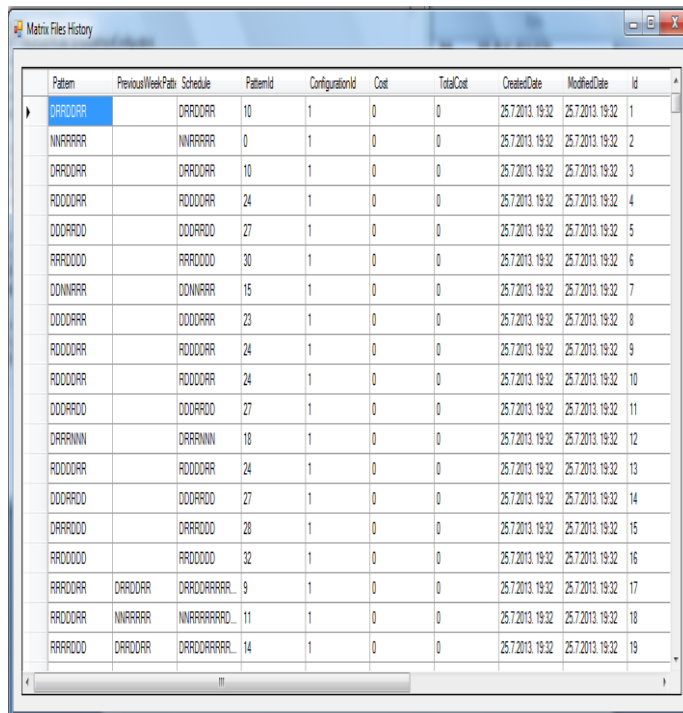 Matrix Files History
Pattern PreviousWeekPatte Schedule PatternId ConfigurationId Cost TotalCost CreatedDate ModifiedDate Id
DRRDDRR DRRDDRR 10 1 0 0 25.7.2013. 19:32 25.7.2013. 19:32 1
NNRRRRR NNRRRRR 0 1 0 0 25.7.2013. 19:32 25.7.2013. 19:32 2
DRRDDRR DRRDDRR 10 1 0 0 25.7.2013. 19:32 25.7.2013. 19:32 3
RDDDDRR RDDDDRR 24 1 0 0 25.7.2013. 19:32 25.7.2013. 19:32 4
DDDRRDD DDDRRDD 27 1 0 0 25.7.2013. 19:32 25.7.2013. 19:32 5
RRRDDDD RRRDDDD 30 1 0 0 25.7.2013. 19:32 25.7.2013. 19:32 6
DDNNRRR DDNNRRR 15 1 0 0 25.7.2013. 19:32 25.7.2013. 19:32 7
DDDDRRR DDDDRRR 23 1 0 0 25.7.2013. 19:32 25.7.2013. 19:32 8
RDDDDRR RDDDDRR 24 1 0 0 25.7.2013. 19:32 25.7.2013. 19:32 9
RDDDDRR RDDDDRR 24 1 0 0 25.7.2013. 19:32 25.7.2013. 19:32 10
DDDRRDD DDDRRDD 27 1 0 0 25.7.2013. 19:32 25.7.2013. 19:32 11
DRRRNNN DRRRNNN 18 1 0 0 25.7.2013. 19:32 25.7.2013. 19:32 12
RDDDDRR RDDDDRR 24 1 0 0 25.7.2013. 19:32 25.7.2013. 19:32 13
DDDRRDD DDDRRDD 27 1 0 0 25.7.2013. 19:32 25.7.2013. 19:32 14
DRRRDDD DRRRDDD 28 1 0 0 25.7.2013. 19:32 25.7.2013. 19:32 15
RRDDDDD RRDDDDD 32 1 0 0 25.7.2013. 19:32 25.7.2013. 19:32 16
RRRDDRR DRRDDRR DRRDDRRRRR... 9 1 0 0 25.7.2013. 19:32 25.7.2013. 19:32 17
RRDDDRR NNRRRRR NNRRRRRRRD... 11 1 0 0 25.7.2013. 19:32 25.7.2013. 19:32 18
RRRRDDD DRRDDRR DRRDDRRRRR... 14 1 0 0 25.7.2013. 19:32 25.7.2013. 19:32 19